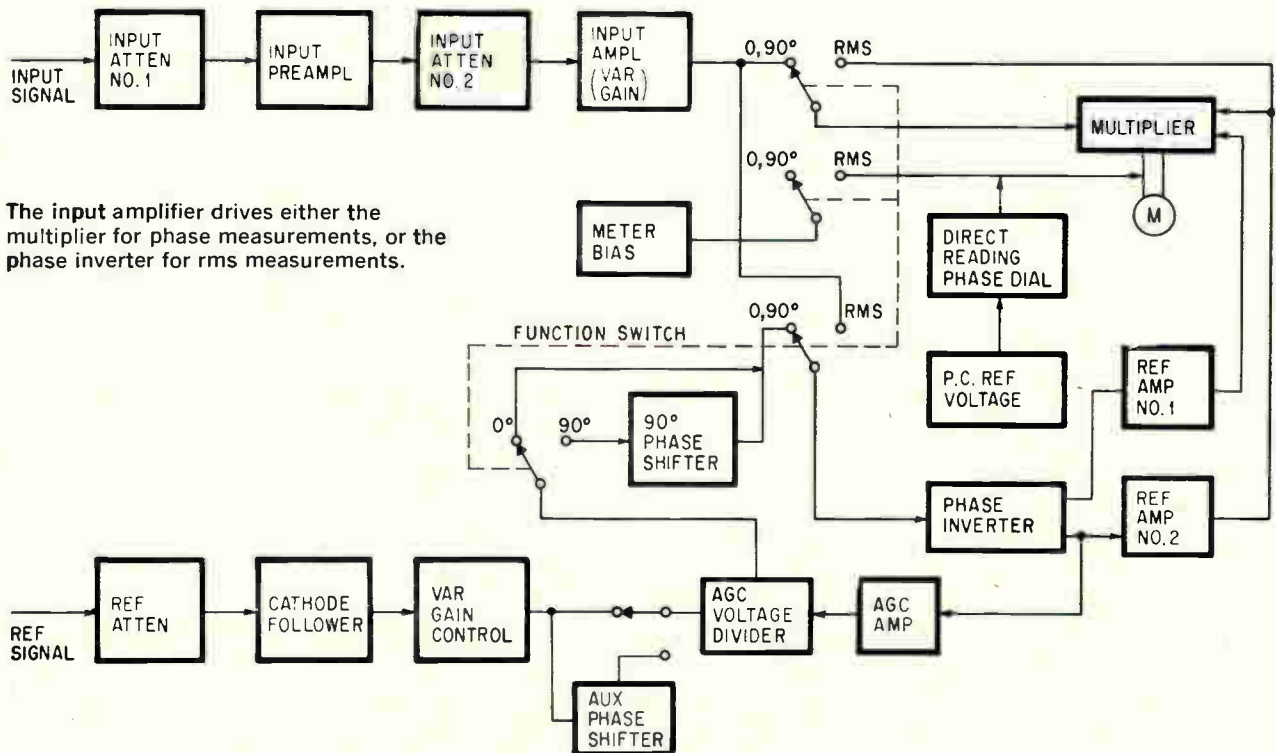 INPUT
ATTEN
NO. 1
INPUT
PREAMPL
INPUT
ATTEN
NO. 2
INPUT
AMPL
(VAR
GAIN)
INPUT
SIGNAL
0,90°
RMS
MULTIPLIER
0,90°
RMS
M
The input amplifier drives either the
multiplier for phase measurements, or the
phase inverter for rms measurements.
METER
BIAS
DIRECT
READING
PHASE DIAL
0,90°
RMS
FUNCTION SWITCH
P.C. REF
VOLTAGE
REF
AMP
NO. 1
0°
90°
90°
PHASE
SHIFTER
PHASE
INVERTER
REF
AMP
NO. 2
REF
ATTEN
CATHODE
FOLLOWER
VAR
GAIN
CONTROL
AGC
VOLTAGE
DIVIDER
AGC
AMP
REF
SIGNAL
AUX
PHASE
SHIFTER